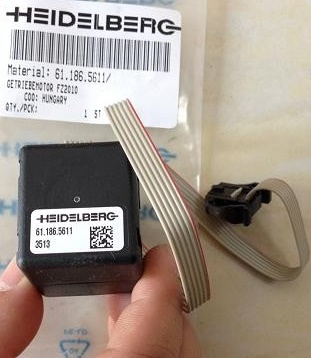 HEIDELBERG
Material: 61.186.5611/
GETRIEBEMOTOR FZ2010
COO: HUNGARY
QTY./PCK: 1 ST
HEIDELBERG
61.186.5611
3513